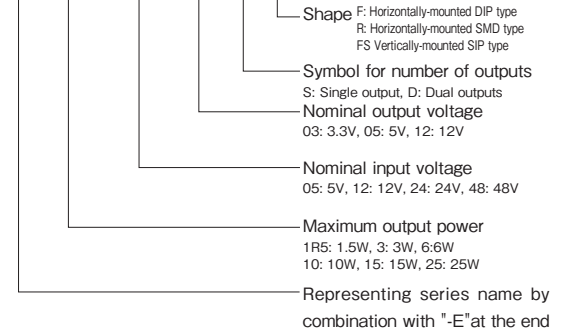 Shape F: Horizontally-mounted DIP type
R: Horizontally-mounted SMD type
FS Vertically-mounted SIP type
Symbol for number of outputs
S: Single output, D: Dual outputs
Nominal output voltage
03: 3.3V, 05: 5V, 12: 12V
Nominal input voltage
05: 5V, 12: 12V, 24: 24V, 48: 48V
Maximum output power
1R5: 1.5W, 3: 3W, 6:6W
10: 10W, 15: 15W, 25: 25W
Representing series name by
combination with "-E"at the end